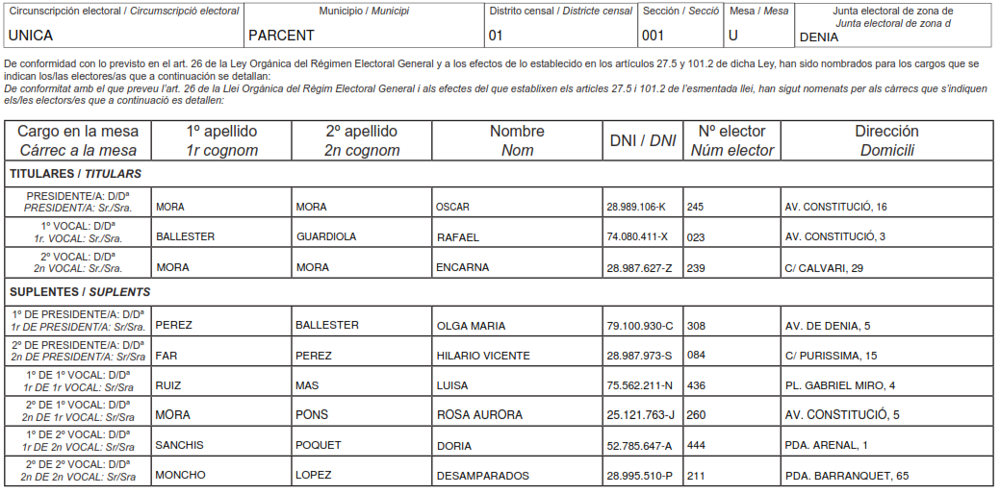 Circunscripción electoral / Circumscripció electoral
UNICA
Municipio / Municipi
PARCENT
Distrito censal / Districte censal
01
Sección / Secció
001
Mesa / Mesa
U
Junta electoral de zona de
Junta electoral de zona d
DENIA
De conformidad con lo previsto en el art. 26 de la Ley Orgánica del Régimen Electoral General y a los efectos de lo establecido en los artículos 27.5 y 101.2 de dicha Ley, han sido nombrados para los cargos que se
indican los/las electores/as que a continuación se detallan:
De conformitat amb el que preveu l'art. 26 de la Llei Orgànica del Règim Electoral General i als efectes del que establixen els articles 27.5 i 101.2 de l'esmentada llei, han sigut nomenats per als càrrecs que s'indiquen
els/les electors/es que a continuació es detallen:
Cargo en la mesa 1º apellido 2º apellido Nombre DNI / DNI Nº elector Dirección
Càrrec a la mesa 1r cognom 2n cognom Nom Núm elector Domicili
TITULARES / TITULARS
PRESIDENTE/A: D/Dª
PRESIDENT/A: Sr./Sra. MORA MORA OSCAR 28.989.106-K 245 AV. CONSTITUCIÓ, 16
1º VOCAL: D/Dª
1r. VOCAL: Sr./Sra. BALLESTER GUARDIOLA RAFAEL 74.080.411-X 023 AV. CONSTITUCIÓ, 3
2º VOCAL: D/Dª
2n VOCAL: Sr./Sra. MORA MORA ENCARNA 28.987.627-Z 239 C/ CALVARI, 29
SUPLENTES / SUPLENTS
1º DE PRESIDENTE/A: D/Dª
1r DE PRESIDENT/A: Sr/Sra. PEREZ BALLESTER OLGA MARIA 79.100.930-C 308 AV. DE DENIA, 5
2º DE PRESIDENTE/A: D/Dª
2n DE PRESIDENT/A: Sr/Sra FAR PEREZ HILARIO VICENTE 28.987.973-S 084 C/ PURISSIMA, 15
1º DE 1º VOCAL: D/Dª
1r DE 1r VOCAL: Sr/Sra RUIZ MAS LUISA 75.562.211-N 436 PL. GABRIEL MIRO, 4
2º DE 1º VOCAL: D/Dª
2n DE 1r VOCAL: Sr/Sra MORA PONS ROSA AURORA 25.121.763-J 260 AV. CONSTITUCIÓ, 5
1º DE 2º VOCAL: D/Dª
1r DE 2n VOCAL: Sr/Sra SANCHIS POQUET DORIA 52.785.647-A 444 PDA. ARENAL, 1
2º DE 2º VOCAL: D/Dª
2n DE 2n VOCAL: Sr/Sra MONCHO LOPEZ DESAMPARADOS 28.995.510-P 211 PDA. BARRANQUET, 65